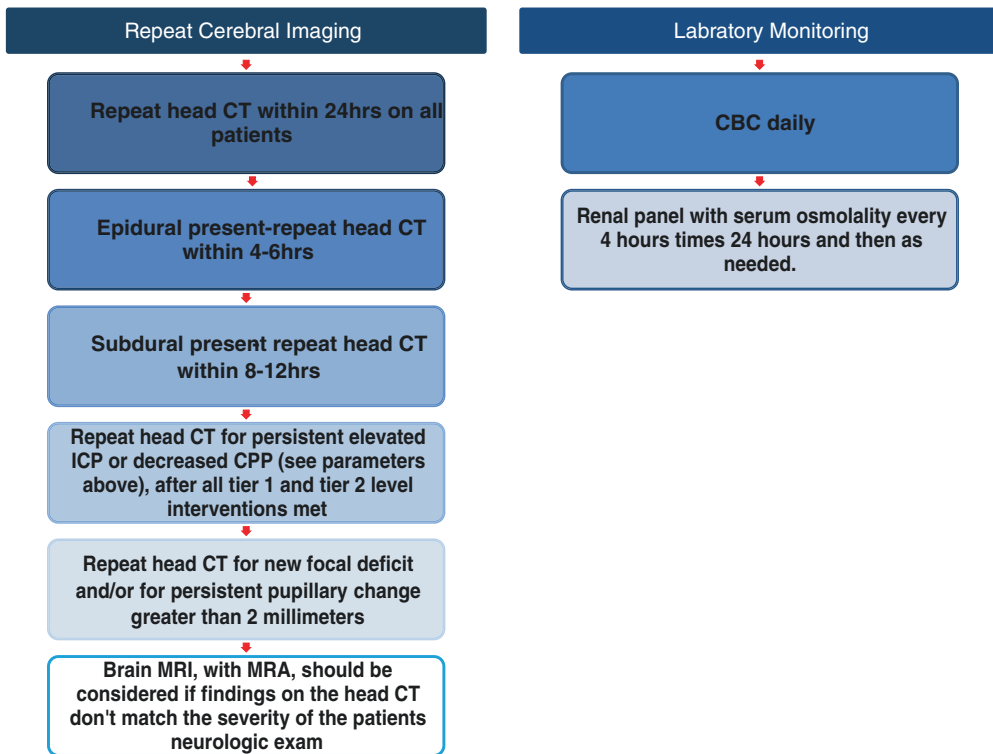 Repeat Cerebral Imaging
Repeat head CT within 24hrs on all
patients
Epidural present-repeat head CT
within 4-6hrs
Subdural present repeat head CT
within 8-12hrs
Repeat head CT for persistent elevated
ICP or decreased CPP (see parameters
above), after all tier 1 and tier 2 level
interventions met
Repeat head CT for new focal deficit
and/or for persistent pupillary change
greater than 2 millimeters
Brain MRI, with MRA, should be
considered if findings on the head CT
don't match the severity of the patients
neurologic exam
Labratory Monitoring
CBC daily
Renal panel with serum osmolality every
4 hours times 24 hours and then as
needed.